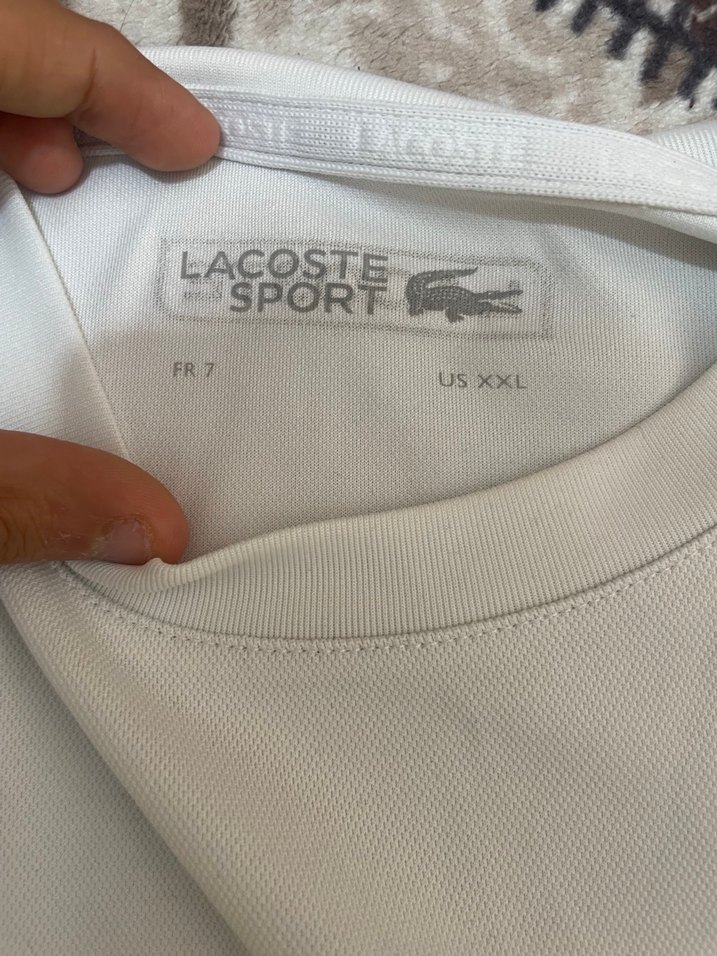 LACOSTE
LACOSTE
SPORT
FR 7
US XXL